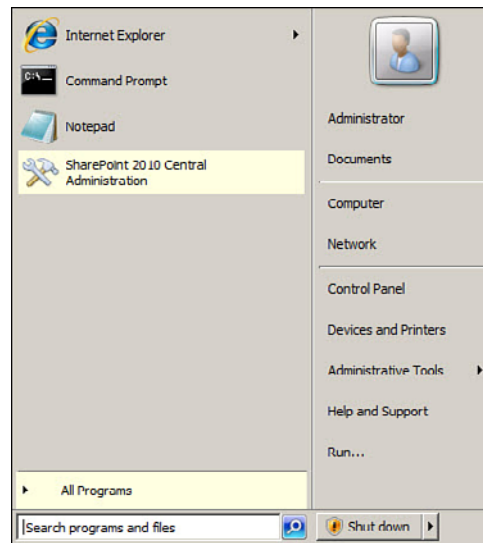 Internet Explorer
C:\_
Command Prompt
Notepad
SharePoint 2010 Central
Administration
All Programs
Search programs and files
Administrator
Documents
Computer
Network
Control Panel
Devices and Printers
Administrative Tools
Help and Support
Run...
Shut down